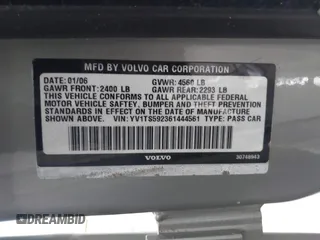 MFD BY VOLVO CAR CORPORATION
DATE: 01/06 GVWR: 4560 LB
GAWR FRONT:2400 LB GAWR REAR:2293 LB
THIS VEHICLE CONFORMS TO ALL APPLICABLE FEDERAL
MOTOR VEHICLE SAFTEY, BUMPER AND THEFT PREVENTION
STANDARDS IN EFFECT ON THE DATE OF MANUFACTURE
SHOWN ABOVE.
VIN: YV1TS592361444561 TYPE: PASS CAR
VOLVO 30748943
DREAMBID